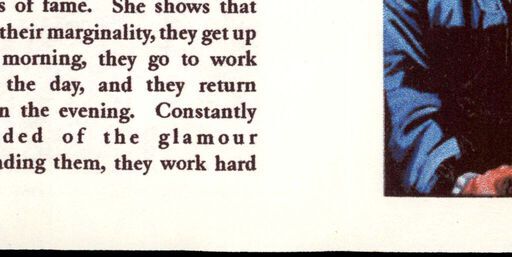 s of fame. She shows that
their marginality, they get up
morning, they go to work
the day, and they return
n the evening. Constantly
ded of the glamour
nding them, they work hard